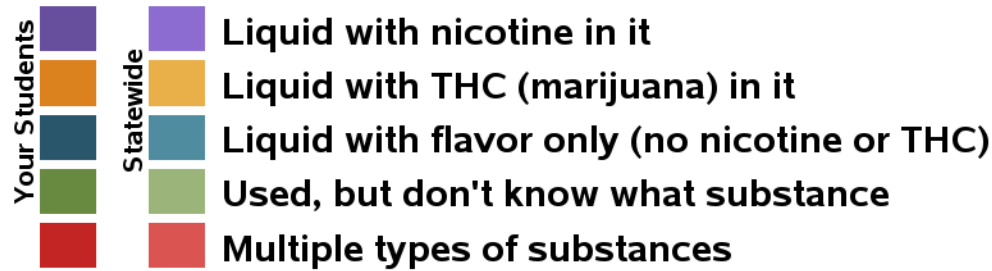 Your Students
Statewide
Liquid with nicotine in it
Liquid with THC (marijuana) in it
Liquid with flavor only (no nicotine or THC)
Used, but don't know what substance
Multiple types of substances